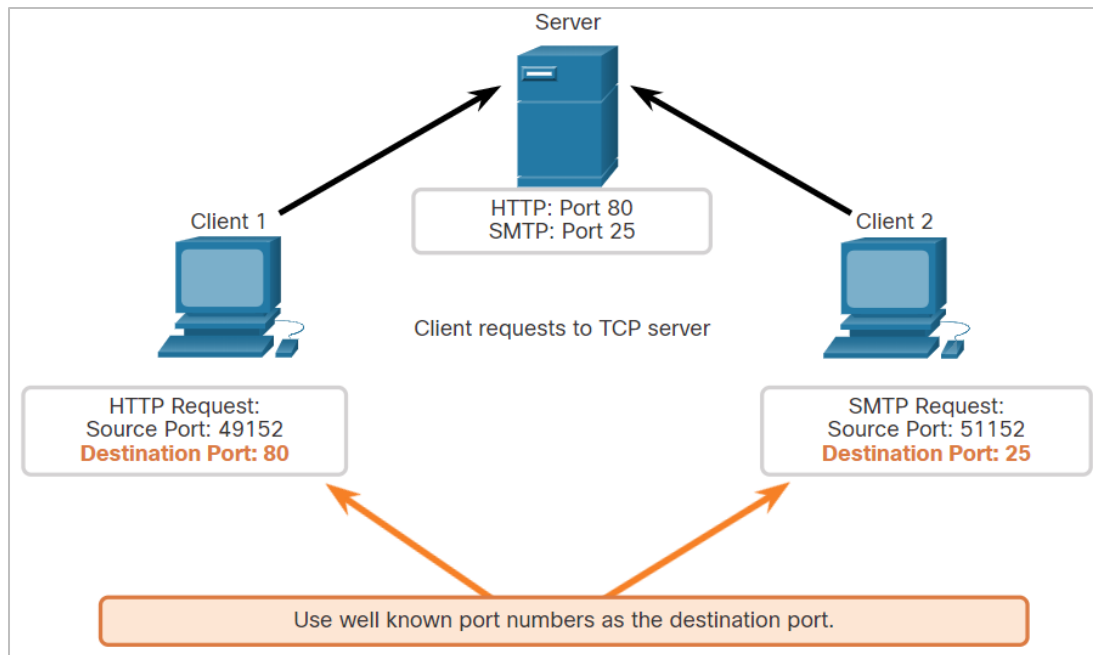 Server
HTTP: Port 80
SMTP: Port 25
Client 1
Client 2
Client requests to TCP server
HTTP Request:
Source Port: 49152
Destination Port: 80
SMTP Request:
Source Port: 51152
Destination Port: 25
Use well known port numbers as the destination port.